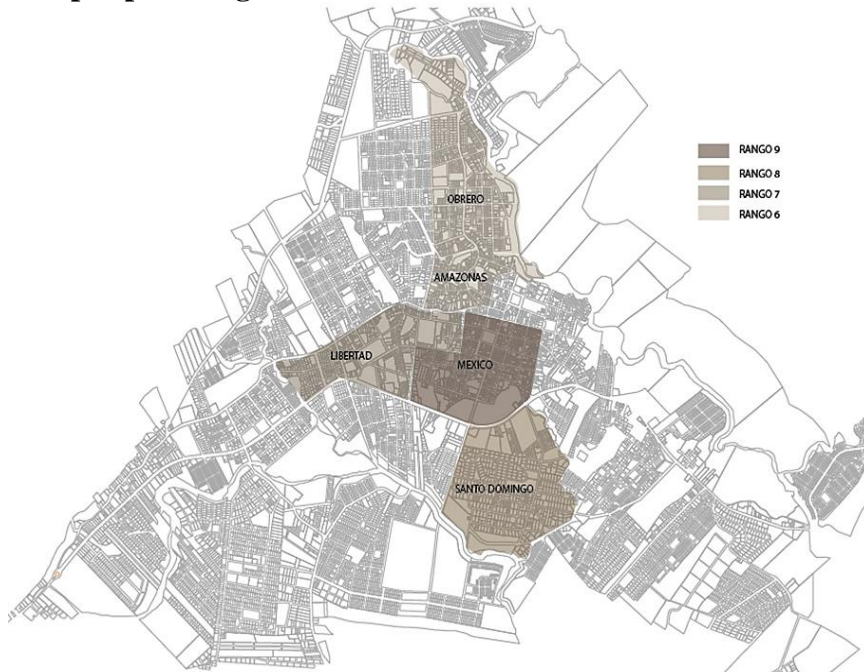 RANGO 9
RANGO 8
RANGO 7
RANGO 6
OBRERO
AMAZONAS
LIBERTAD
MEXICO
SANTO DOMINGO